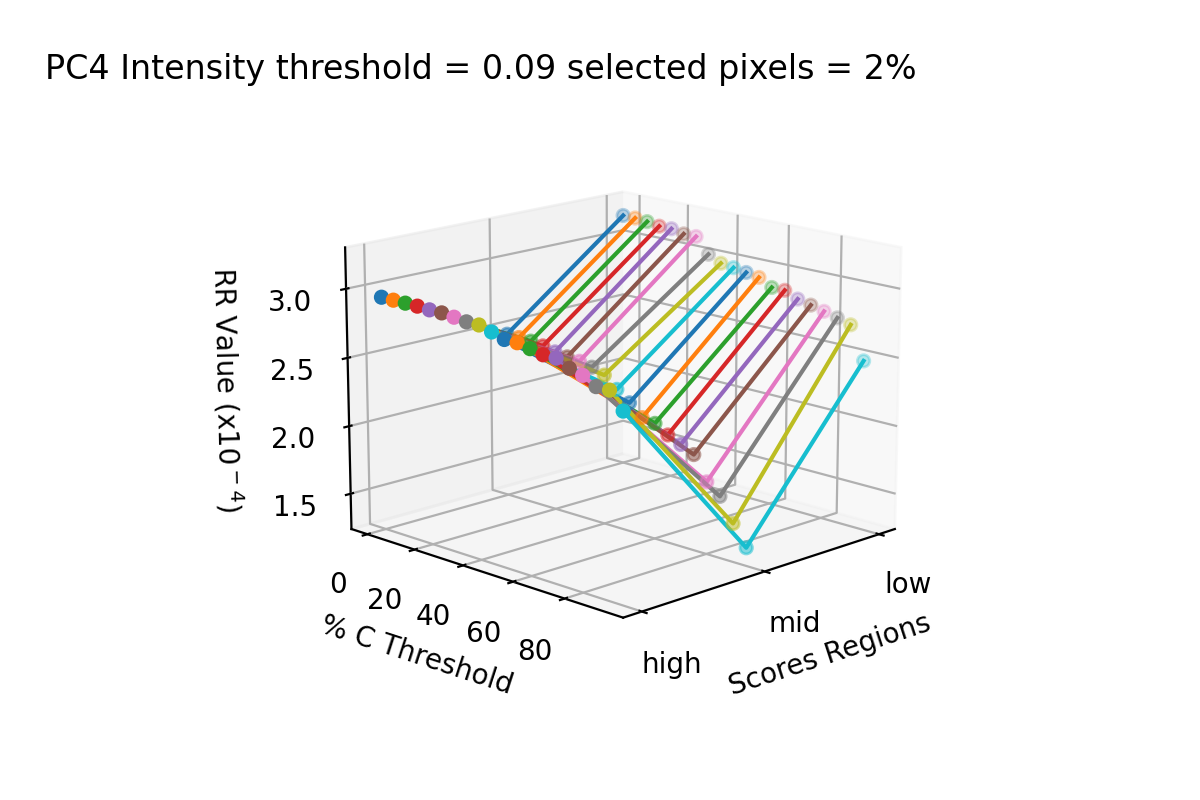 PC4 Intensity threshold = 0.09 selected pixels = 2%
RR Value (x10⁻⁴)
3.0
2.5
2.0
1.5
0
20
40
60
80
% C Threshold
high
mid
low
Scores Regions